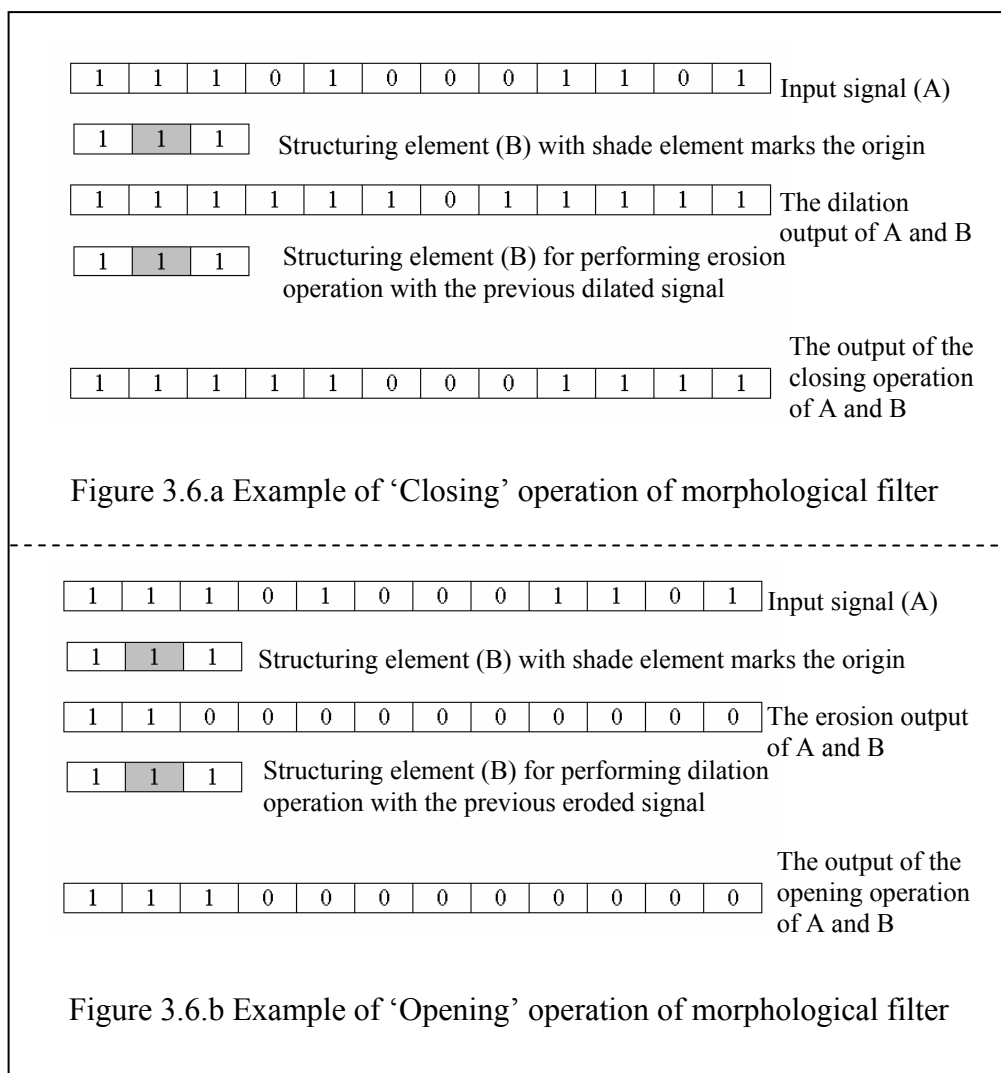 1 1 1 0 1 0 0 0 1 1 0 1
Input signal (A)
1 1 1
Structuring element (B) with shade element marks the origin
1 1 1 1 1 1 0 1 1 1 1 1
The dilation
output of A and B
1 1 1
Structuring element (B) for performing erosion
operation with the previous dilated signal
The output of the
closing operation
of A and B
1 1 1 1 1 0 0 0 1 1 1 1
Figure 3.6.a Example of ‘Closing’ operation of morphological filter
1 1 1 0 1 0 0 0 1 1 0 1
Input signal (A)
1 1 1
Structuring element (B) with shade element marks the origin
1 1 0 0 0 0 0 0 0 0 0 0
The erosion output
of A and B
1 1 1
Structuring element (B) for performing dilation
operation with the previous eroded signal
The output of the
opening operation
of A and B
1 1 1 0 0 0 0 0 0 0 0 0
Figure 3.6.b Example of ‘Opening’ operation of morphological filter